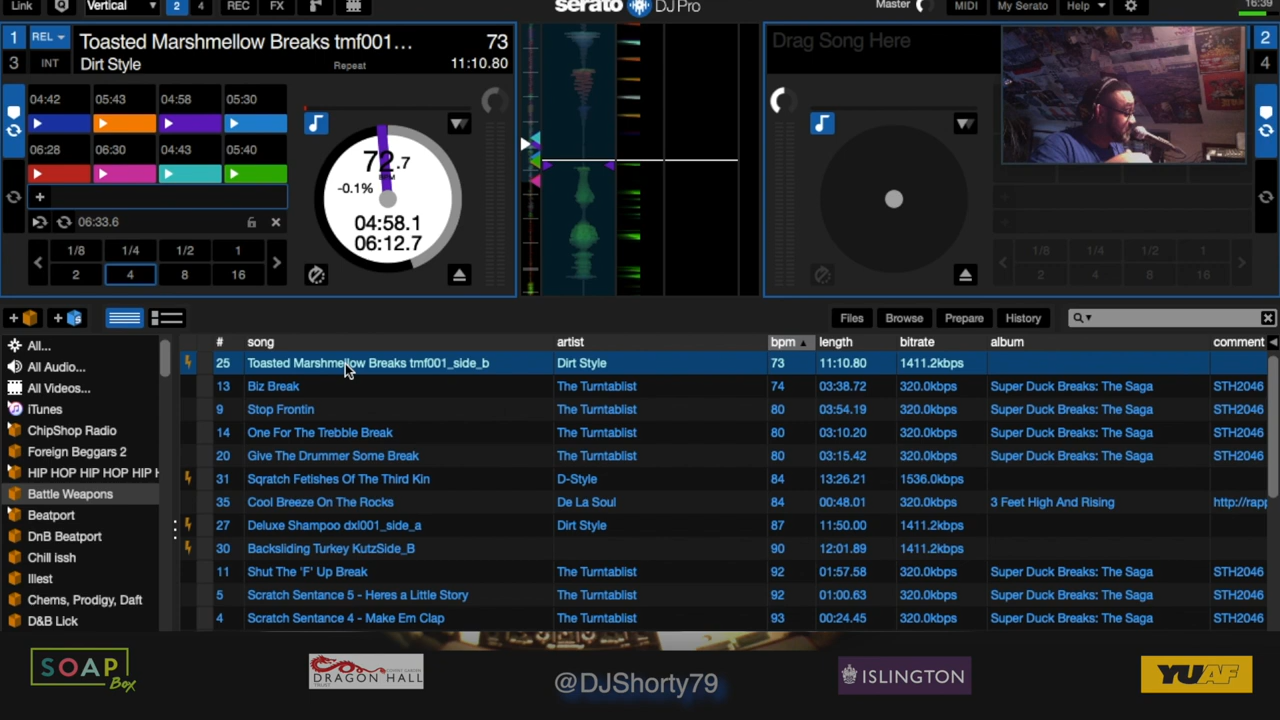 Link Vertical 2 4 REC FX serato DJ Pro Master MIDI My Serato Help 16:39
1 REL Toasted Marshmellow Breaks tmf001... 73
3 INT Dirt Style Repeat 11:10.80
Drag Song Here 2
4
04:42 05:43 04:58 05:30
06:28 06:30 04:43 05:40
72.7
BPM
-0.1%
04:58.1
06:12.7
06:33.6
1/8 1/4 1/2 1
2 4 8 16
1/8 1/4 1/2 1
2 4 8 16
Files Browse Prepare History
# song artist bpm length bitrate album comment
25 Toasted Marshmellow Breaks tmf001_side_b Dirt Style 73 11:10.80 1411.2kbps
13 Biz Break The Turntablist 74 03:38.72 320.0kbps Super Duck Breaks: The Saga STH2046
9 Stop Frontin The Turntablist 80 03:54.19 320.0kbps Super Duck Breaks: The Saga STH2046
14 One For The Trebble Break The Turntablist 80 03:10.20 320.0kbps Super Duck Breaks: The Saga STH2046
20 Give The Drummer Some Break The Turntablist 80 03:15.42 320.0kbps Super Duck Breaks: The Saga STH2046
31 Sqratch Fetishes Of The Third Kin D-Style 84 13:26.21 1536.0kbps
35 Cool Breeze On The Rocks De La Soul 84 00:48.01 320.0kbps 3 Feet High And Rising http://rapp
27 Deluxe Shampoo dxl001_side_a Dirt Style 87 11:50.00 1411.2kbps
30 Backsliding Turkey KutzSide_B 90 12:01.89 1411.2kbps
11 Shut The 'F' Up Break The Turntablist 92 01:57.58 320.0kbps Super Duck Breaks: The Saga STH2046
5 Scratch Sentance 5 - Heres a Little Story The Turntablist 92 01:00.63 320.0kbps Super Duck Breaks: The Saga STH2046
4 Scratch Sentance 4 - Make Em Clap The Turntablist 93 00:24.45 320.0kbps Super Duck Breaks: The Saga STH2046
All...
All Audio...
All Videos...
iTunes
ChipShop Radio
Foreign Beggars 2
HIP HOP HIP HOP HIP H
Battle Weapons
Beatport
DnB Beatport
Chill issh
Illest
Chems, Prodigy, Daft
D&B Lick
SOAP
Box
DRAGON HALL
@DJShorty79
ISLINGTON
YUAF